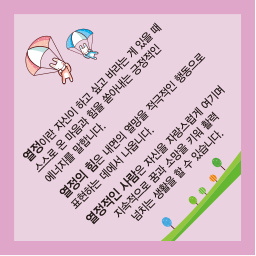 열정이란 자신이 하고 싶고 바라는 게 있을 때
스스로 온 마음과 힘을 쏟아내는 긍정적인
에너지를 말합니다.
열정의 힘은 내면의 열망을 적극적인 행동으로
표현하는 데에서 나옵니다.
열정적인 사람은 자신을 자랑스럽게 여기며
지속적으로 꿈과 소망을 키워 활력
넘치는 생활을 할 수 있습니다.